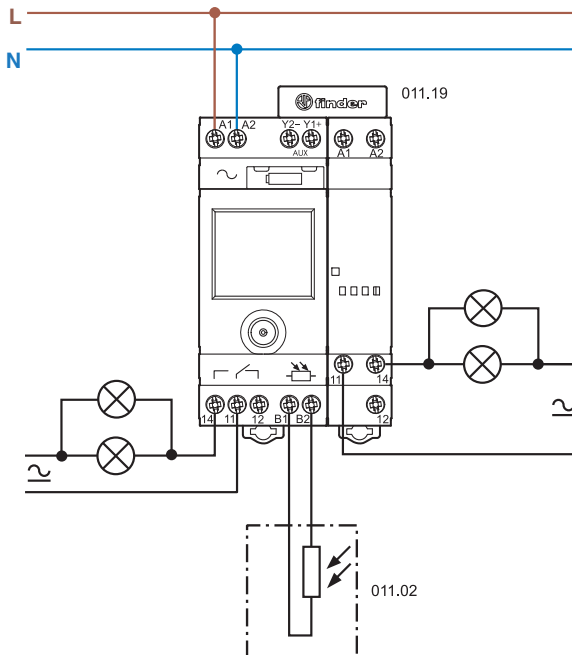 L
N
finder
011.19
A1 A2 Y2– Y1+ A1 A2
AUX
11 14
14 11 12 B1 B2 12
011.02